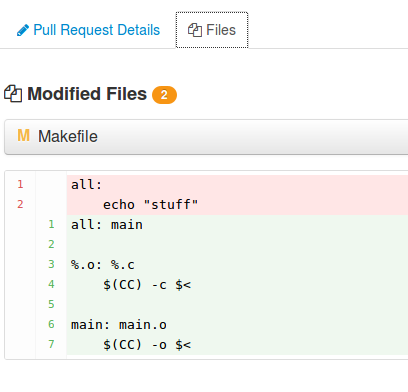 Pull Request Details Files
Modified Files 2
M Makefile
1 all:
2 echo "stuff"
1 all: main
2
3 %.o: %.c
4 $(CC) -c $<
5
6 main: main.o
7 $(CC) -o $<